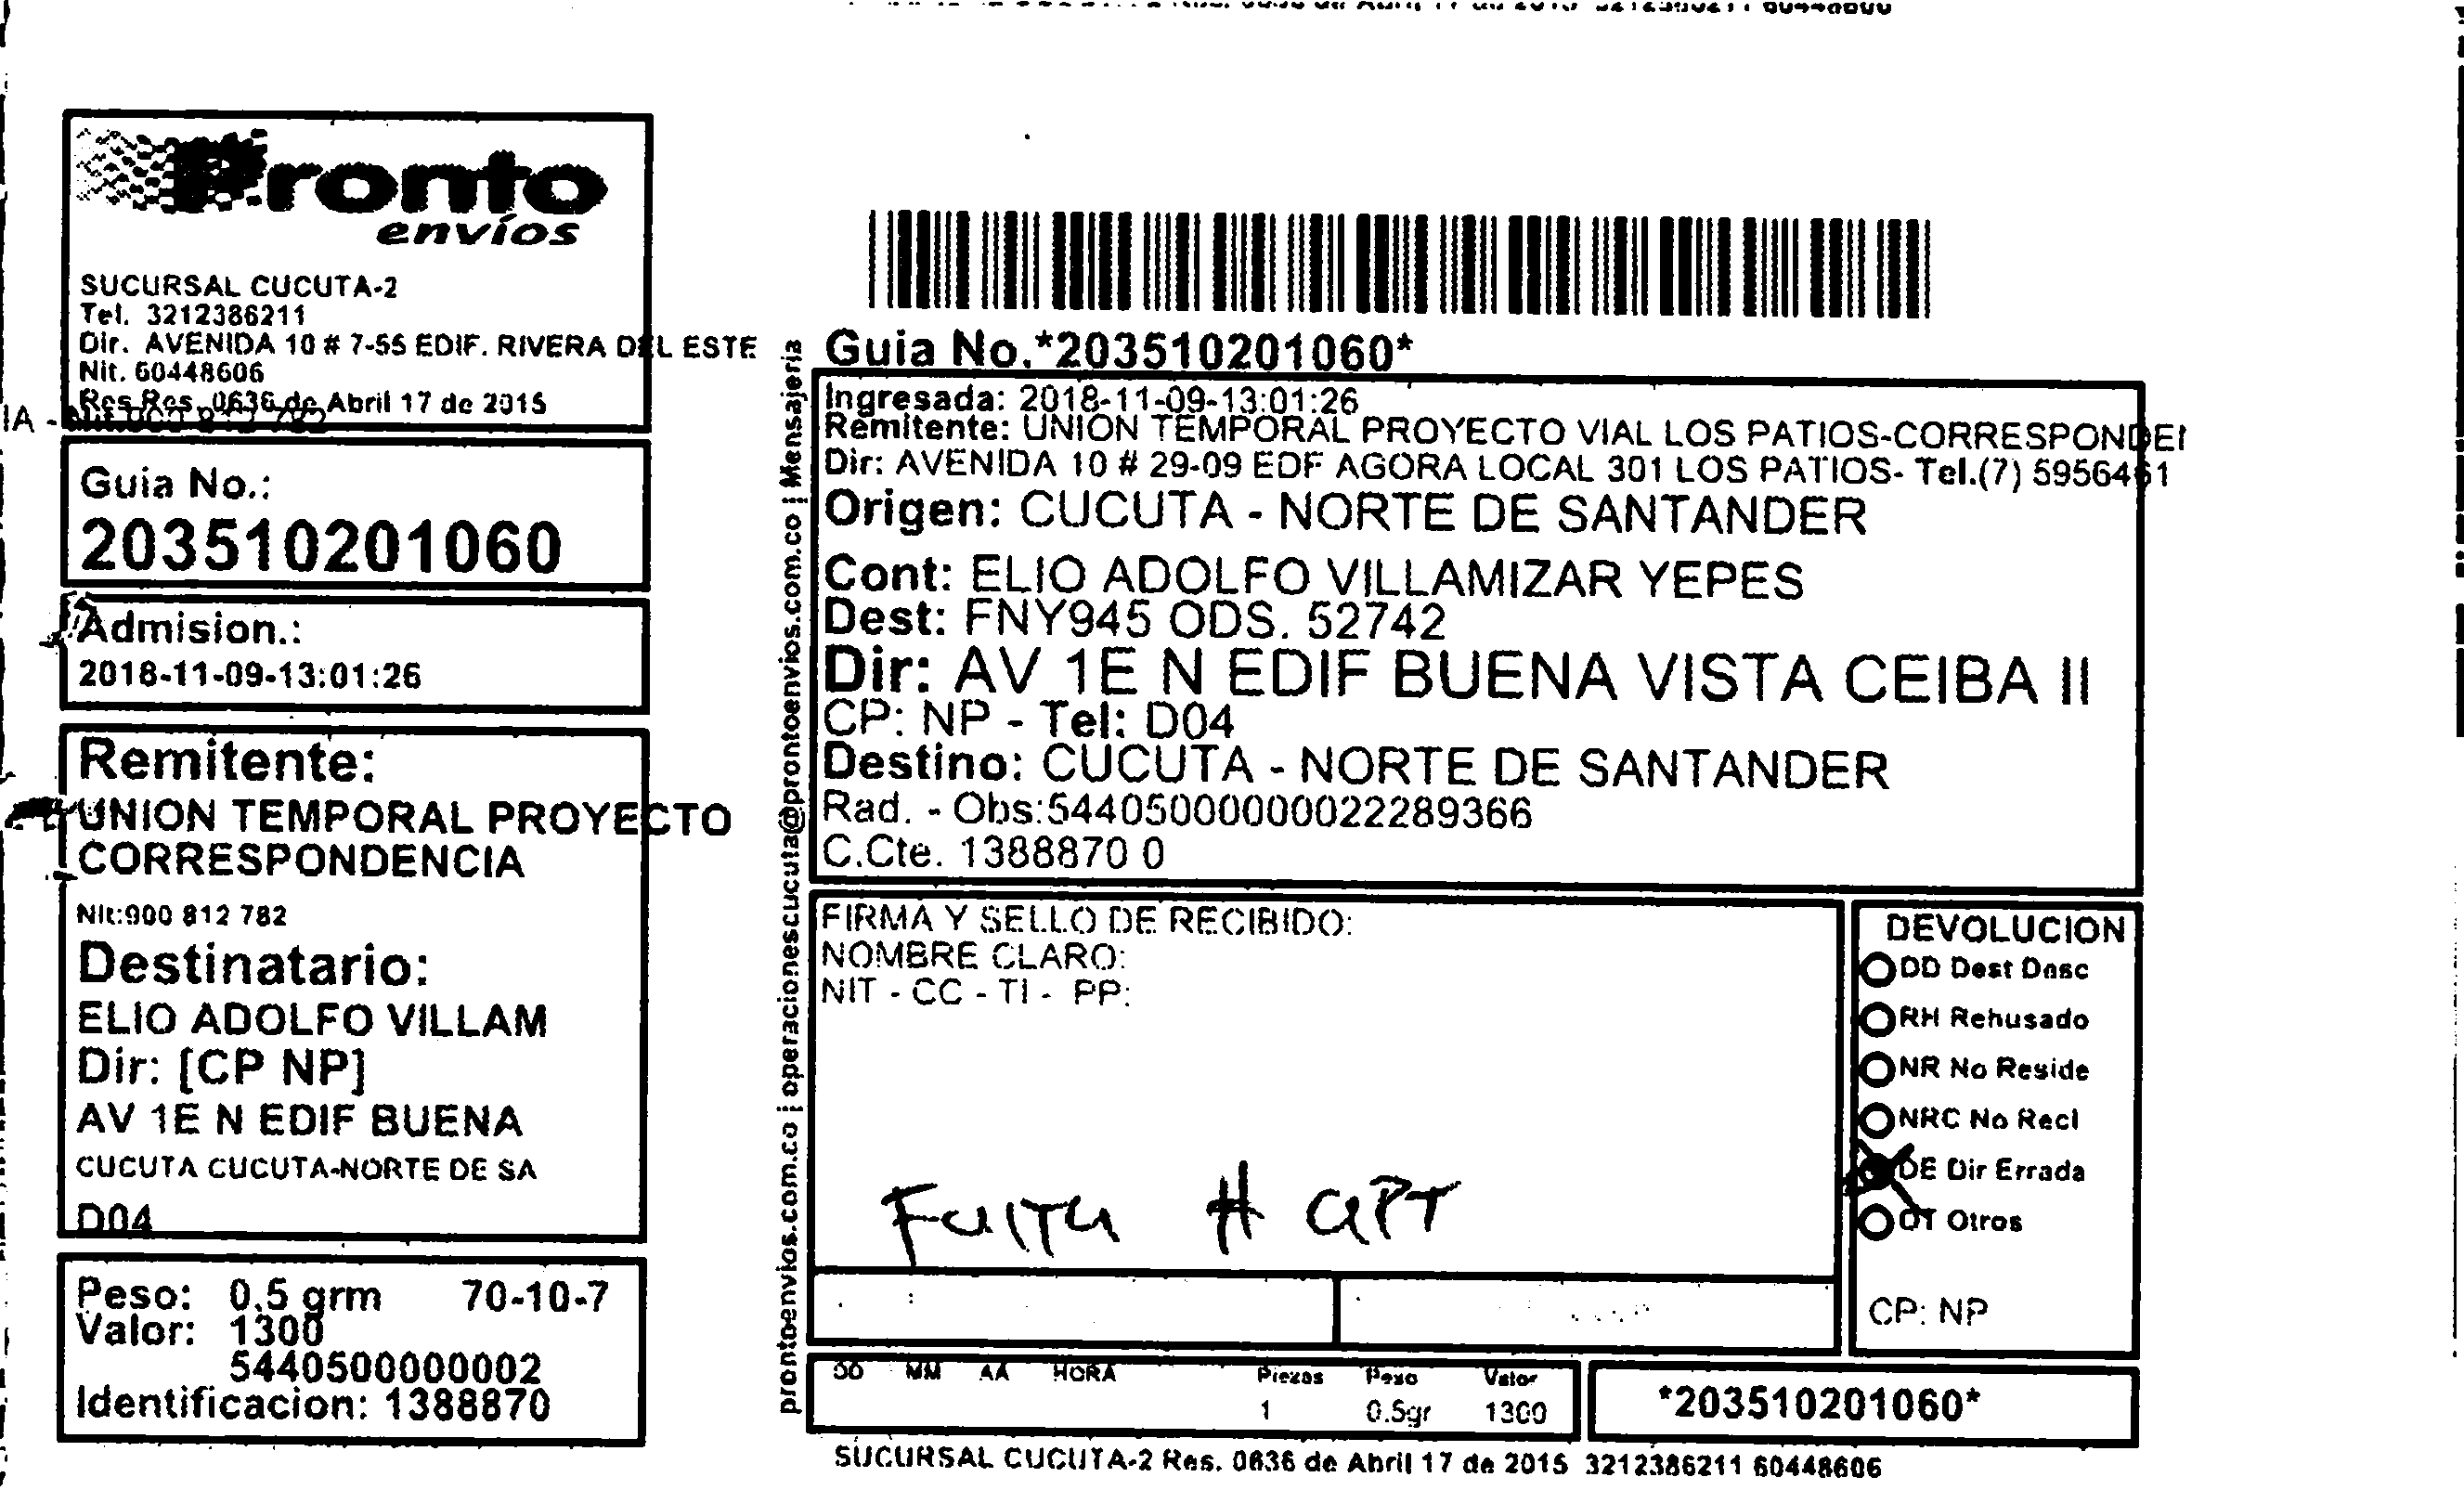 Pronto
envíos
SUCURSAL CUCUTA-2
Tel. 3212386211
Dir. AVENIDA 10 # 7-55 EDIF. RIVERA DEL ESTE
Nit. 60448606
Res Res. 0636 de Abril 17 de 2015
Guia No.:
203510201060
Admision.:
2018-11-09-13:01:26
Remitente:
UNION TEMPORAL PROYECTO
CORRESPONDENCIA
Nit:900 812 782
Destinatario:
ELIO ADOLFO VILLAM
Dir: [CP NP]
AV 1E N EDIF BUENA
CUCUTA CUCUTA-NORTE DE SA
D04
Peso: 0.5 grm 70-10-7
Valor: 1300
5440500000002
Identificacion: 1388870
prontoenvios.com.co | operacionescucuta@prontoenvios.com.co | Mensajeria
Guia No.*203510201060*
Ingresada: 2018-11-09-13:01:26
Remitente: UNION TEMPORAL PROYECTO VIAL LOS PATIOS-CORRESPONDEN
Dir: AVENIDA 10 # 29-09 EDF AGORA LOCAL 301 LOS PATIOS- Tel.(7) 5956461
Origen: CUCUTA - NORTE DE SANTANDER
Cont: ELIO ADOLFO VILLAMIZAR YEPES
Dest: FNY945 ODS. 52742
Dir: AV 1E N EDIF BUENA VISTA CEIBA II
CP: NP - Tel: D04
Destino: CUCUTA - NORTE DE SANTANDER
Rad. - Obs:544050000000022289366
C.Cte. 1388870 0
FIRMA Y SELLO DE RECIBIDO:
NOMBRE CLARO:
NIT - CC - TI - PP:
Falta # apt
DEVOLUCION
DD Dest Desc
RH Rehusado
NR No Reside
NRC No Recl
DE Dir Errada
OT Otros
CP: NP
DD MM AA HORA Piezas Peso Valor
1 0.5gr 1300
*203510201060*
SUCURSAL CUCUTA-2 Res. 0636 de Abril 17 de 2015 3212386211 60448606